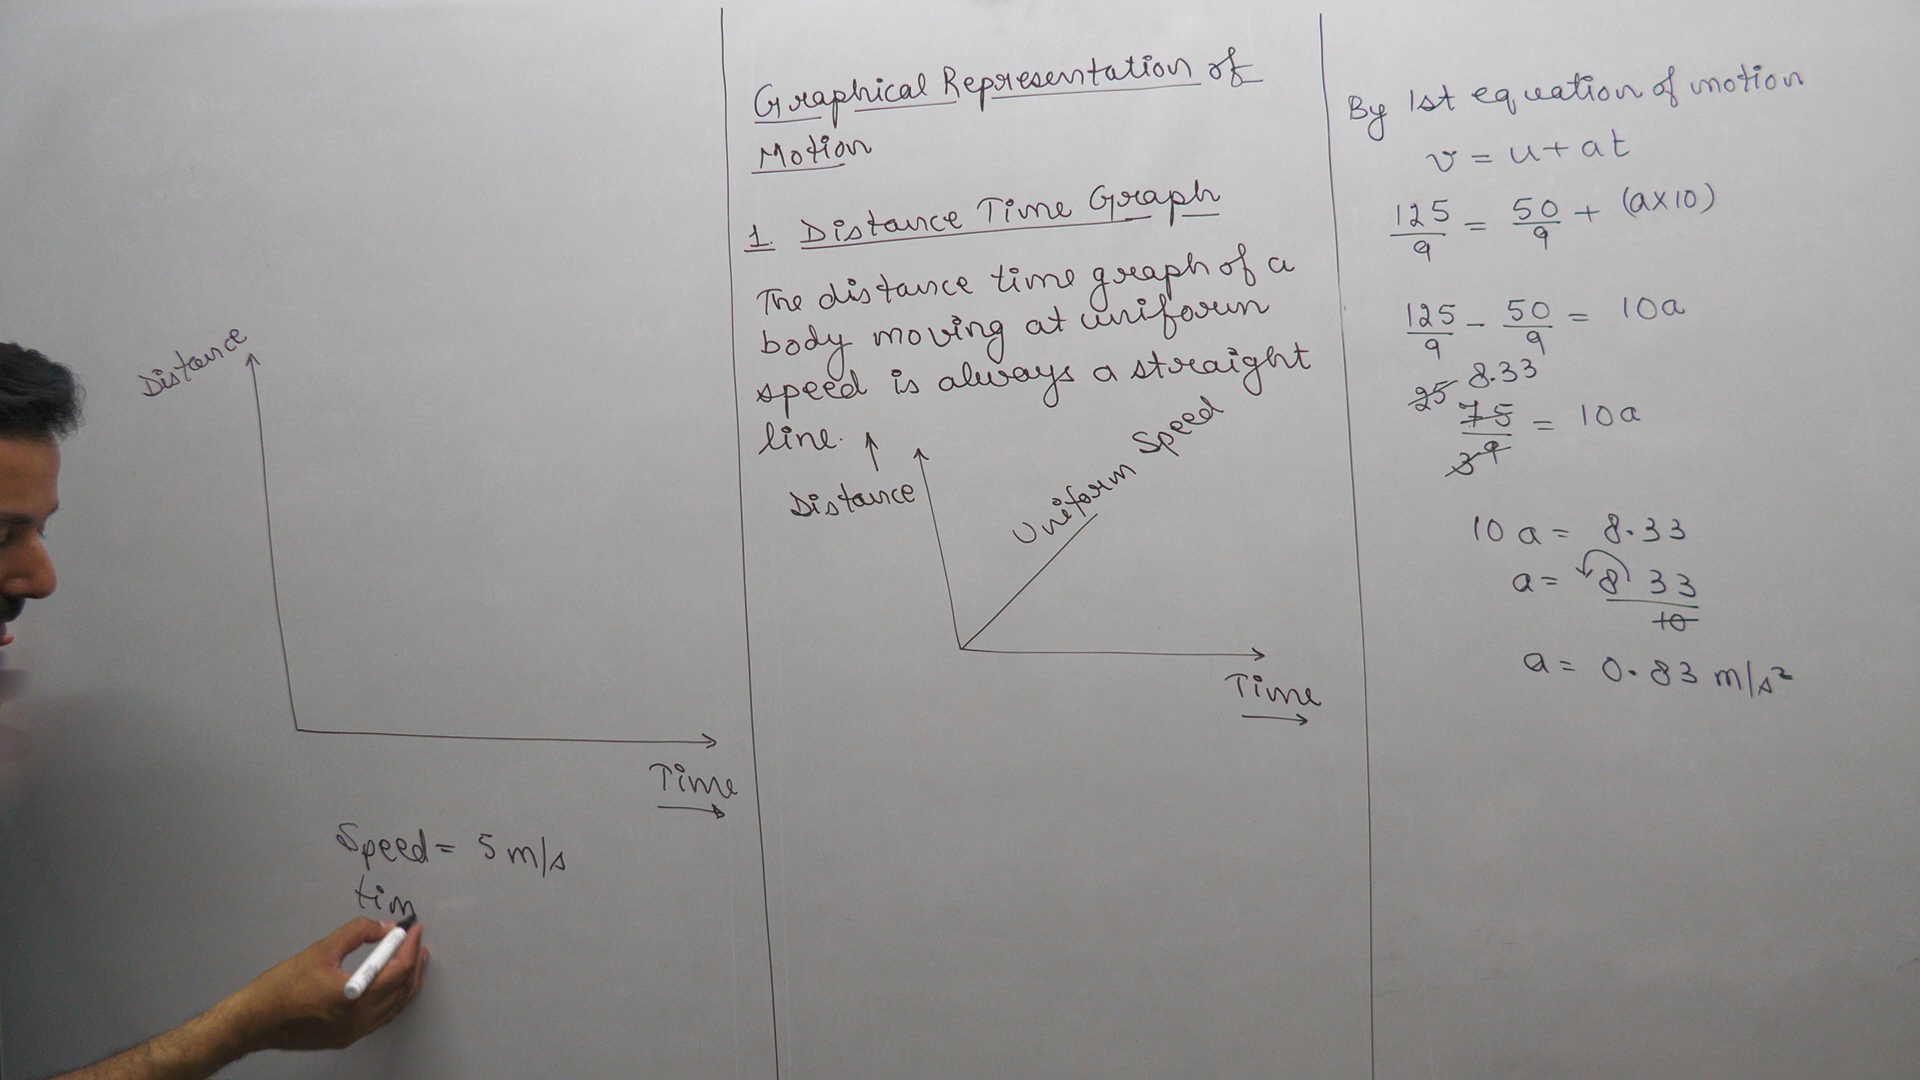 Distance
Time
Speed = 5 m/s
tim
Graphical Representation of
Motion
1. Distance Time Graph
The distance time graph of a
body moving at uniform
speed is always a straight
line.
Distance
Uniform Speed
Time
By 1st equation of motion
v = u + at
125/9 = 50/9 + (a×10)
125/9 - 50/9 = 10a
25 8.33
75/9 = 10a
3
10 a = 8.33
a = 8 33/10
a = 0.83 m/s²